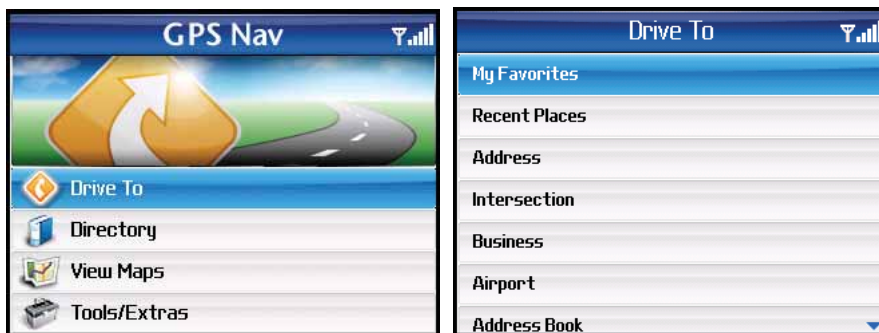 GPS Nav
Drive To
Directory
View Maps
Tools/Extras
Drive To
My Favorites
Recent Places
Address
Intersection
Business
Airport
Address Book